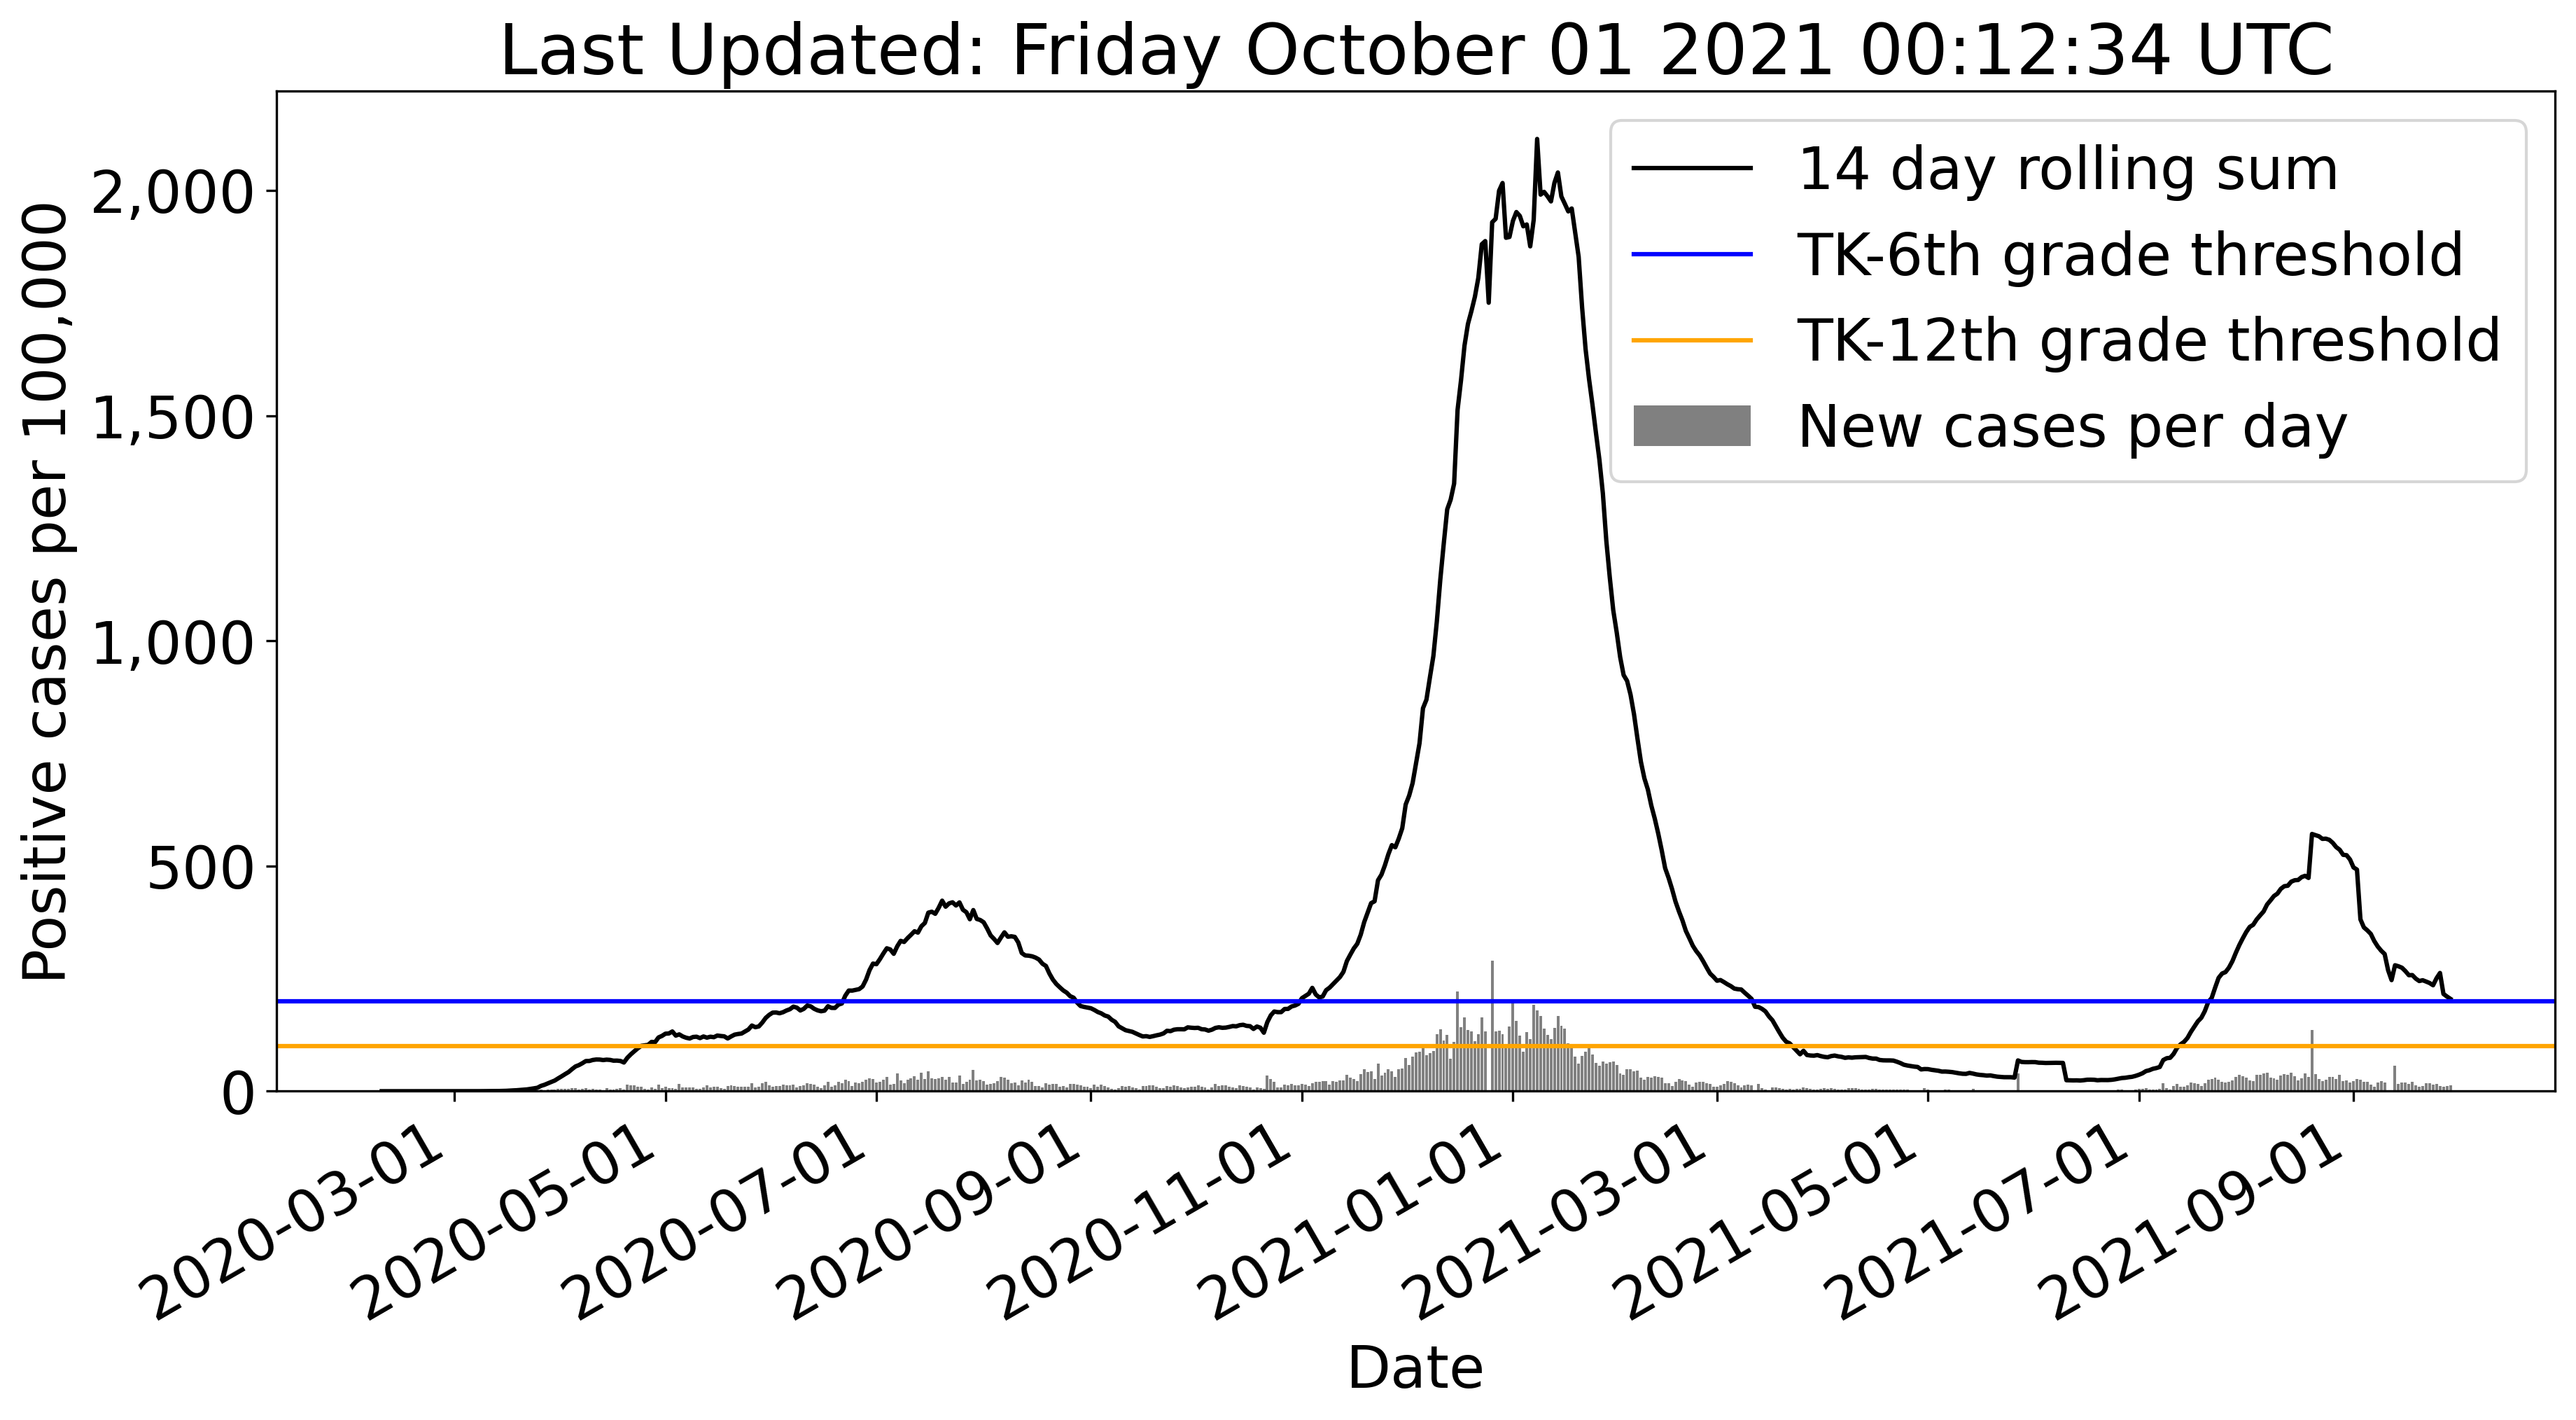 Last Updated: Friday October 01 2021 00:12:34 UTC
Positive cases per 100,000
2,000
1,500
1,000
500
0
14 day rolling sum
TK-6th grade threshold
TK-12th grade threshold
New cases per day
2020-03-01
2020-05-01
2020-07-01
2020-09-01
2020-11-01
2021-01-01
2021-03-01
2021-05-01
2021-07-01
2021-09-01
Date